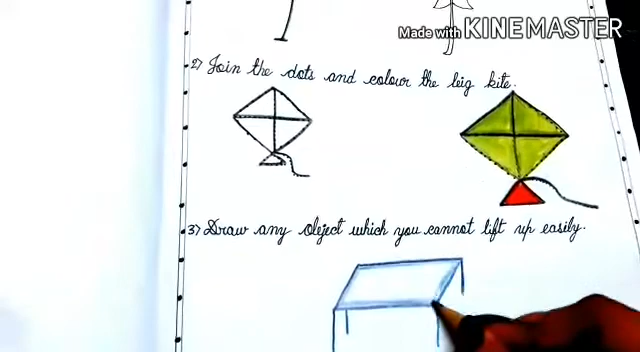 Made with KINEMASTER
2) Join the dots and colour the big kite.
3) Draw any object which you cannot lift up easily.